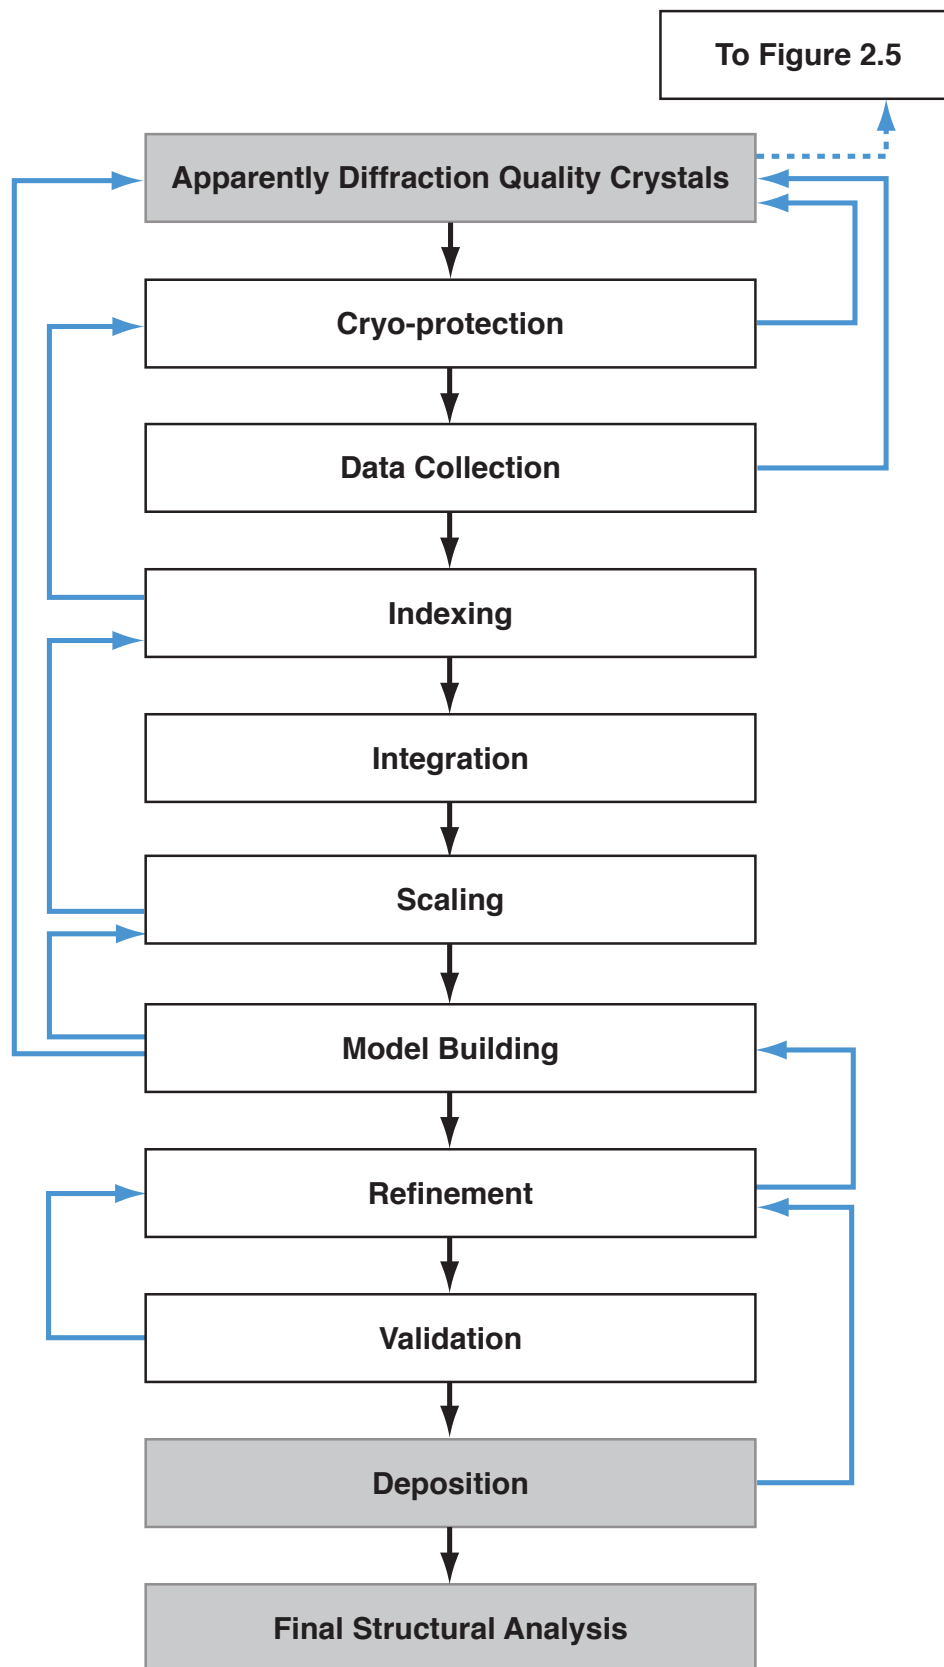 To Figure 2.5
Apparently Diffraction Quality Crystals
Cryo-protection
Data Collection
Indexing
Integration
Scaling
Model Building
Refinement
Validation
Deposition
Final Structural Analysis